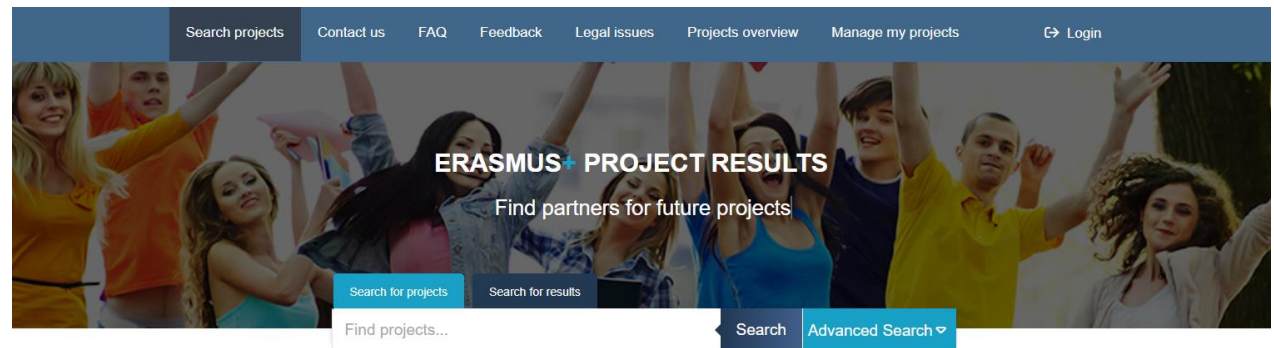 Search projects Contact us FAQ Feedback Legal issues Projects overview Manage my projects Login
ERASMUS+ PROJECT RESULTS
Find partners for future projects
Search for projects Search for results
Find projects... Search Advanced Search